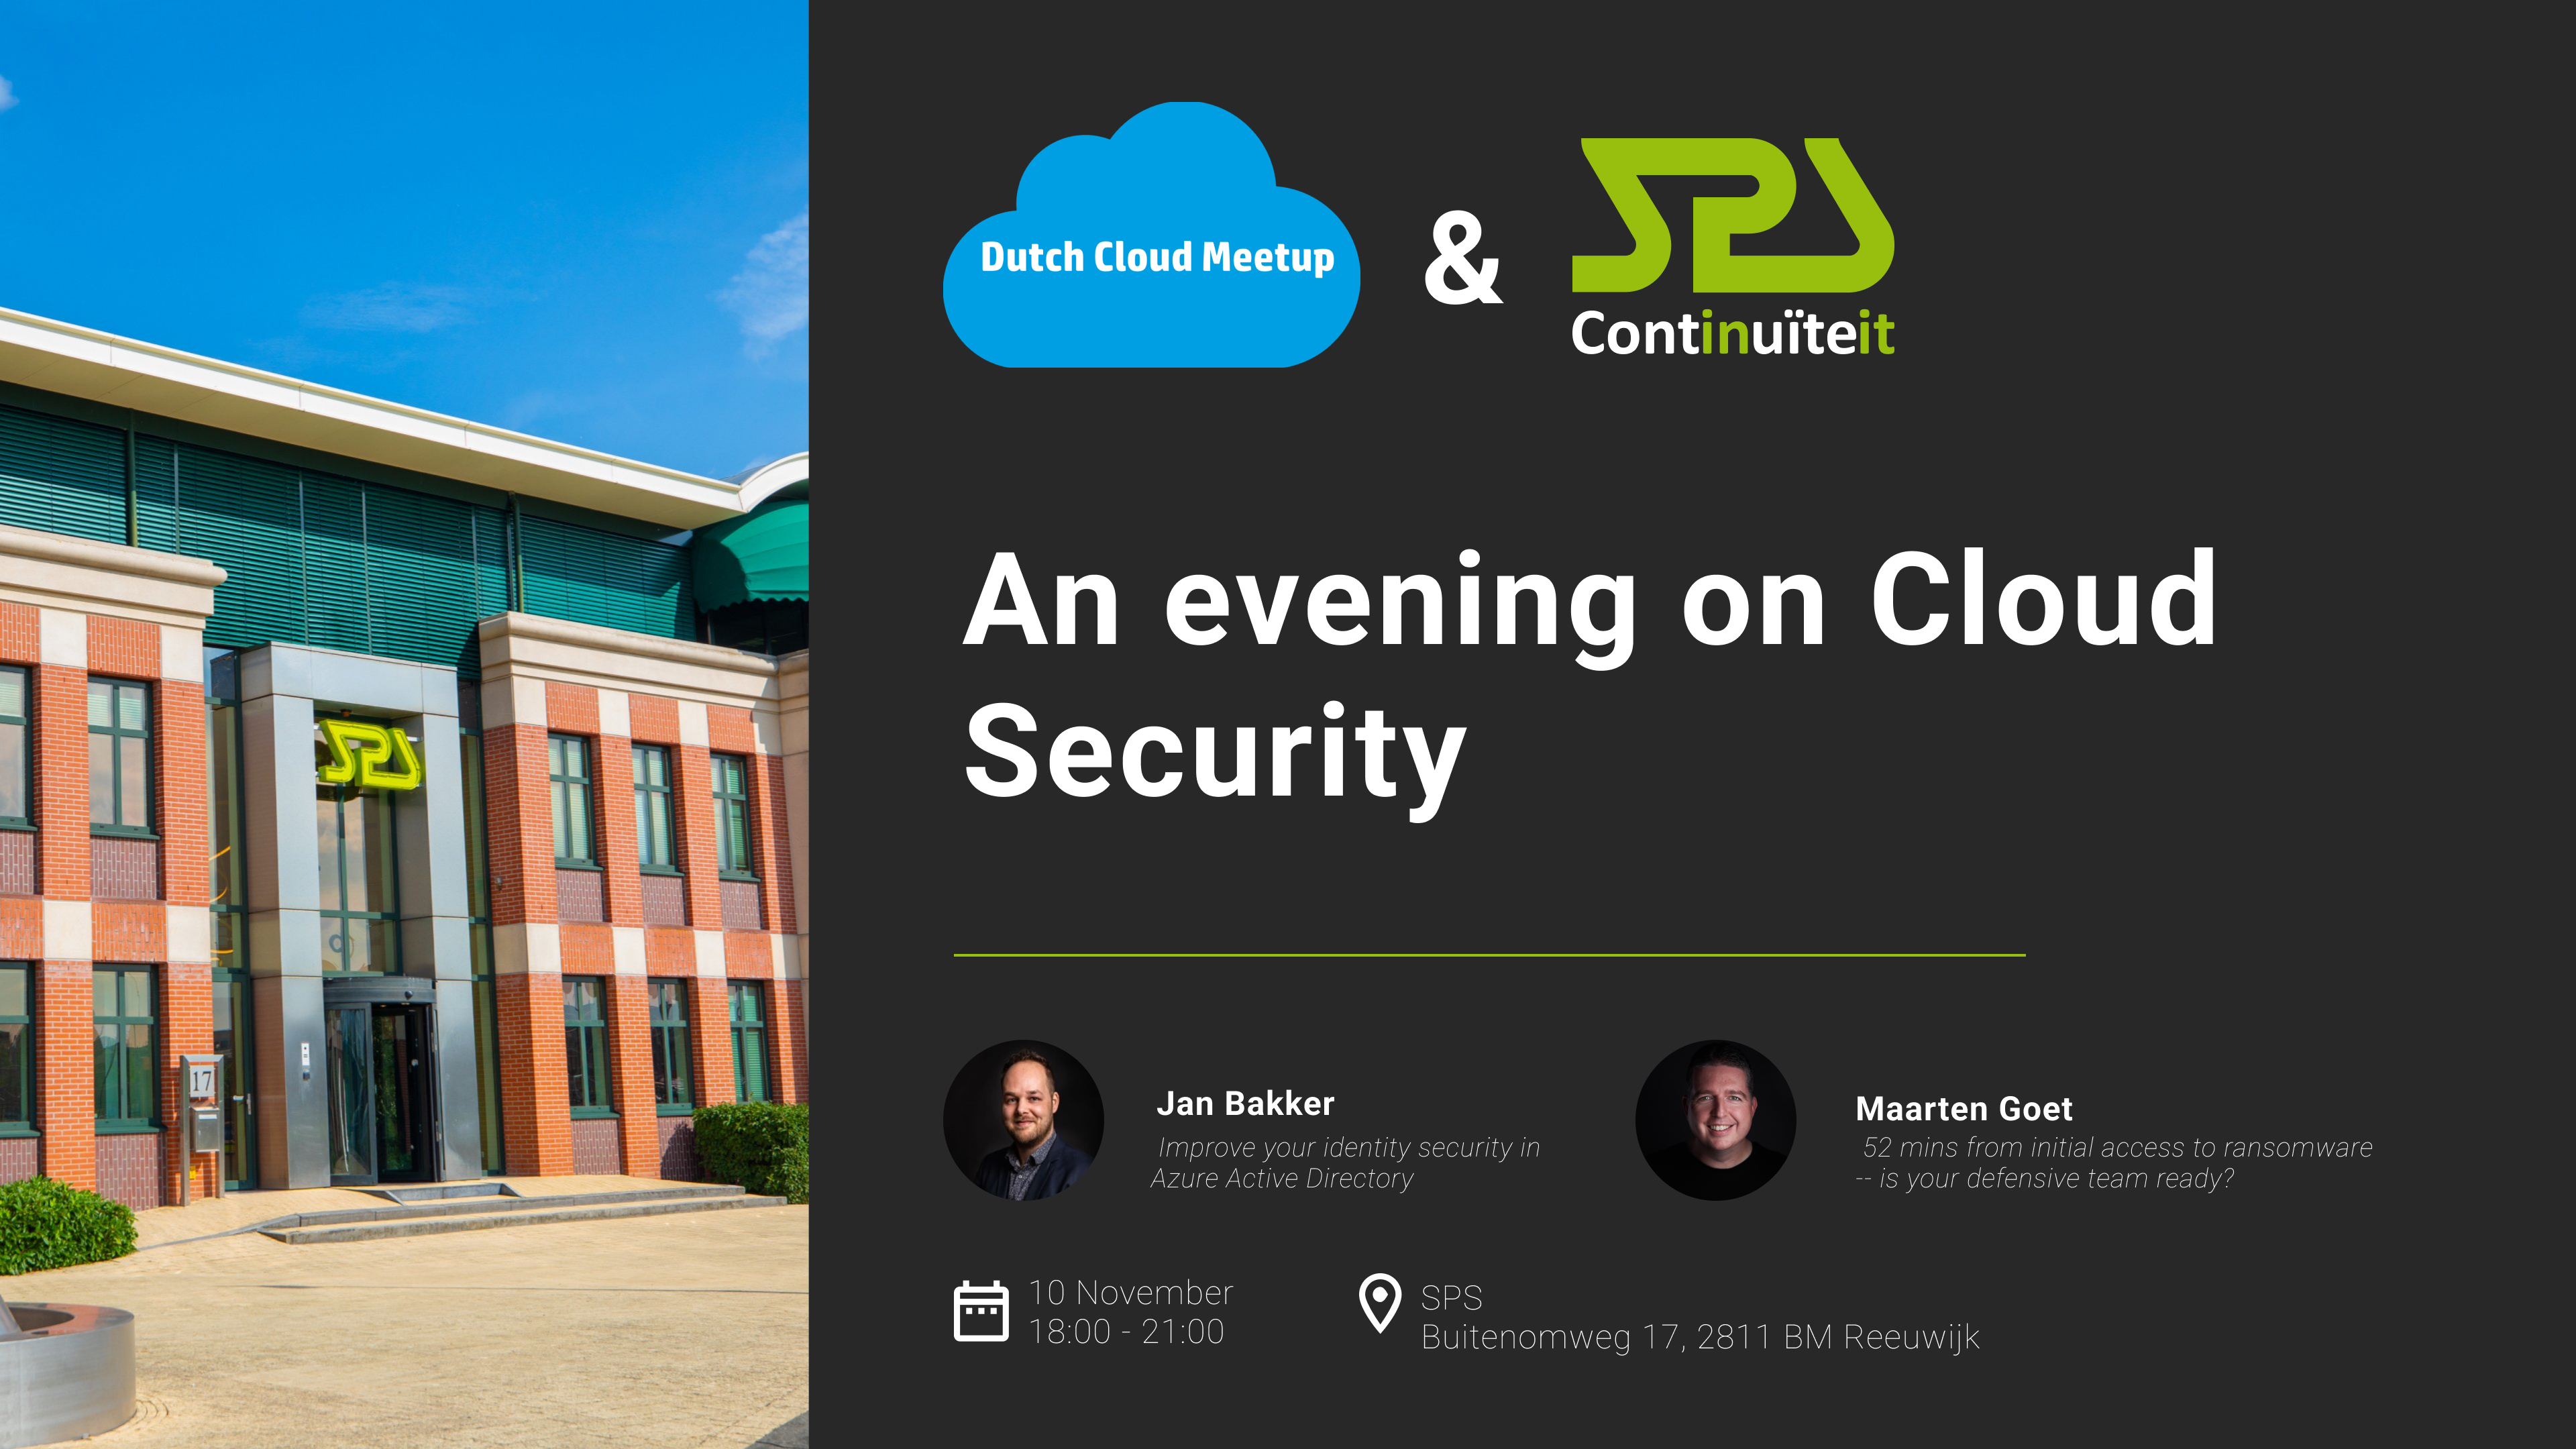 Dutch Cloud Meetup
&
SPS
Continuïteit
An evening on Cloud
Security
SPS
17
Jan Bakker
Improve your identity security in
Azure Active Directory
Maarten Goet
52 mins from initial access to ransomware
-- is your defensive team ready?
10 November
18:00 - 21:00
SPS
Buitenomweg 17, 2811 BM Reeuwijk